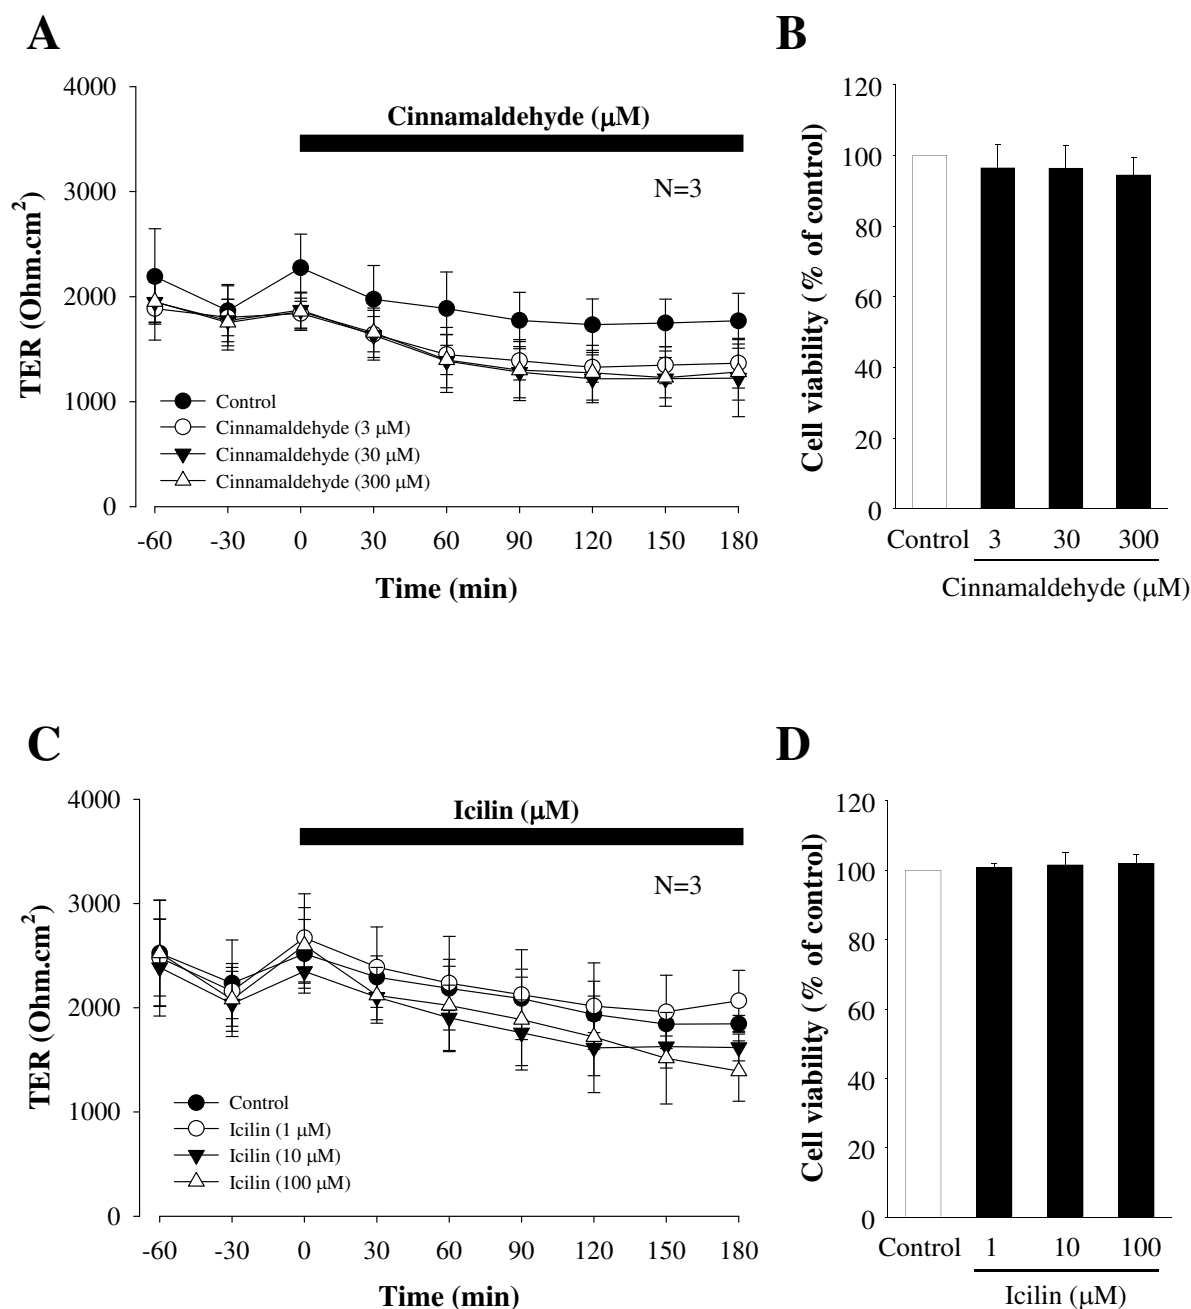 A
B
4000
3000
2000
1000
0
TER (Ohm.cm2)
Cinnamaldehyde (μM)
N=3
Control
Cinnamaldehyde (3 μM)
Cinnamaldehyde (30 μM)
Cinnamaldehyde (300 μM)
-60 -30 0 30 60 90 120 150 180
Time (min)
120
100
80
60
40
20
0
Cell viability (% of control)
Control 3 30 300
Cinnamaldehyde (μM)
C
D
4000
3000
2000
1000
0
TER (Ohm.cm2)
Icilin (μM)
N=3
Control
Icilin (1 μM)
Icilin (10 μM)
Icilin (100 μM)
-60 -30 0 30 60 90 120 150 180
Time (min)
120
100
80
60
40
20
0
Cell viability (% of control)
Control 1 10 100
Icilin (μM)